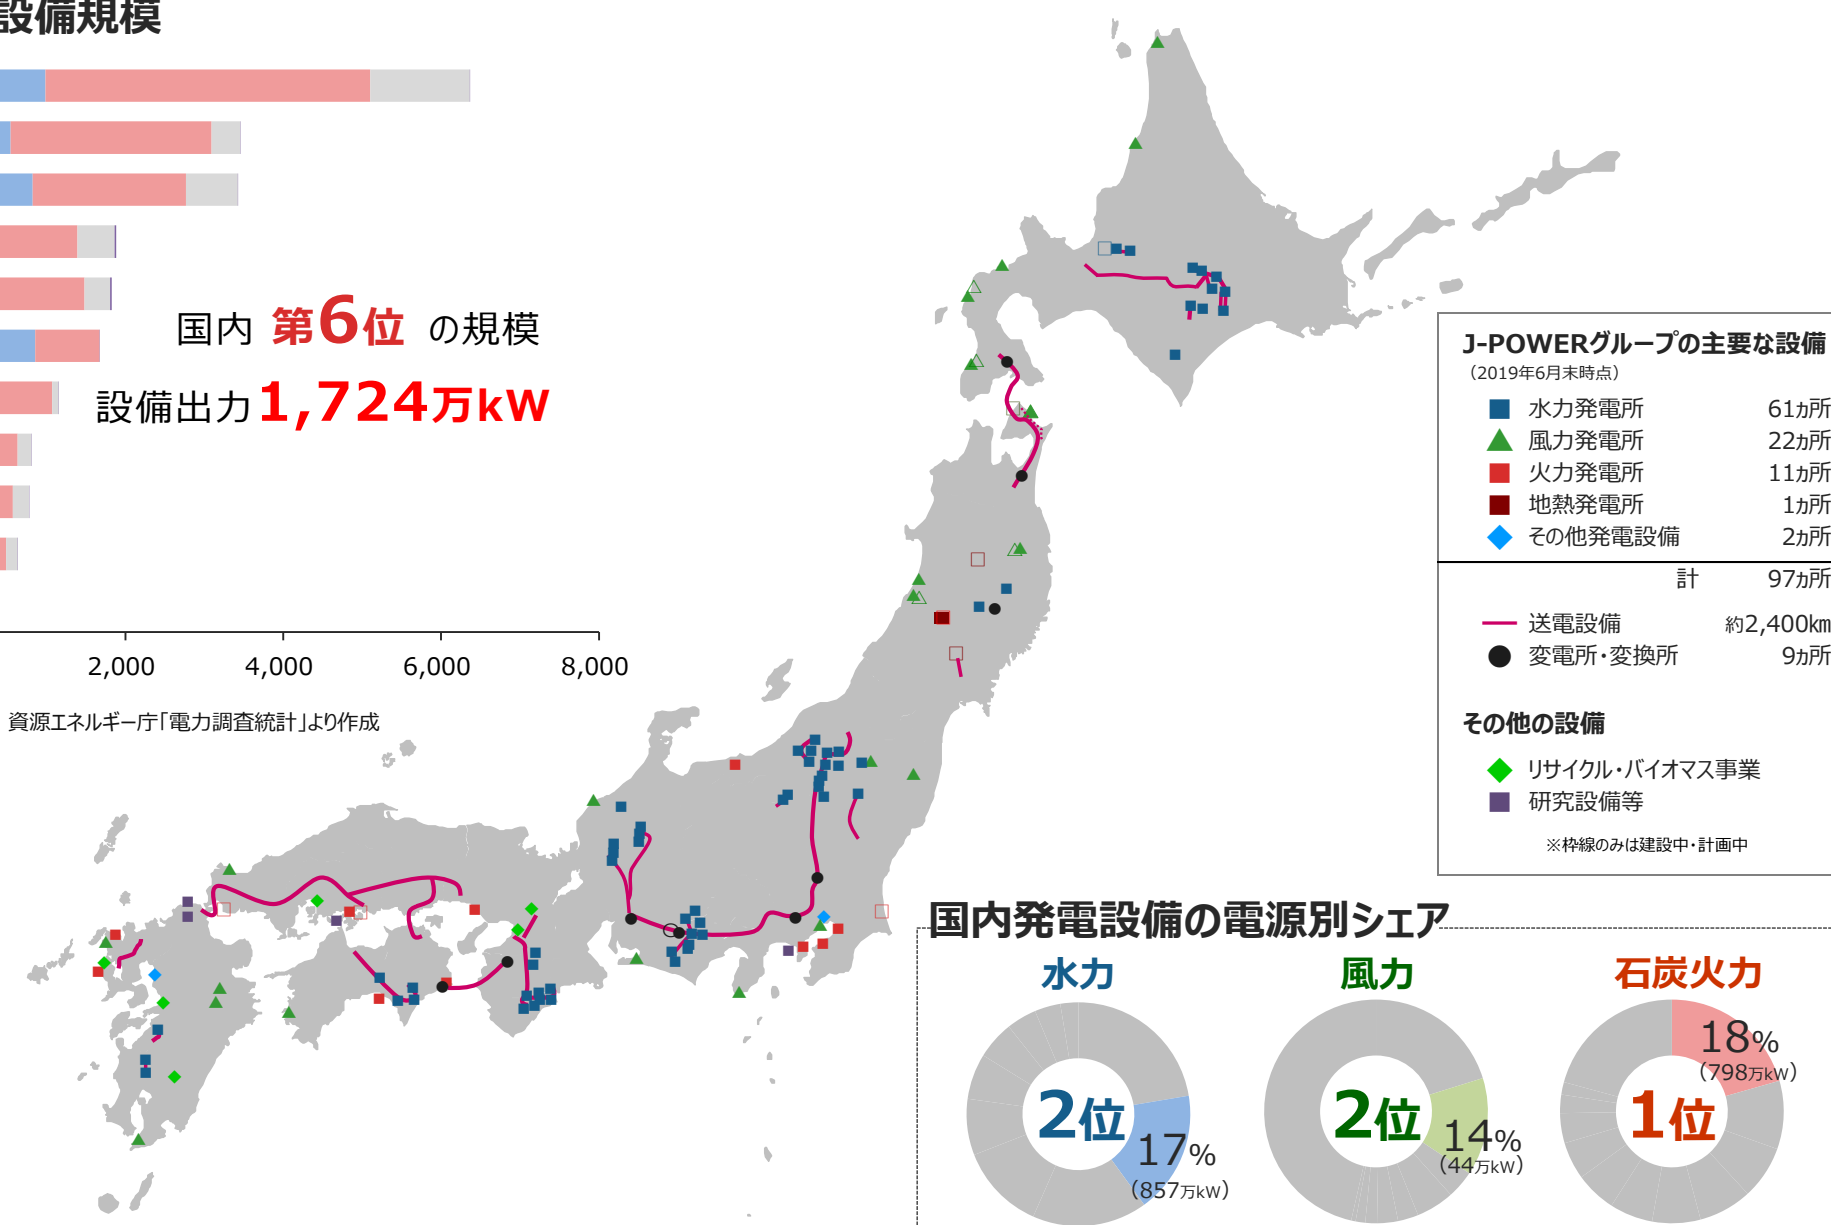 設備規模
国内 第6位 の規模
設備出力1,724万kW
2,000 4,000 6,000 8,000
資源エネルギー庁「電力調査統計」より作成
J-POWERグループの主要な設備
（2019年6月末時点）
水力発電所 61ヵ所
風力発電所 22ヵ所
火力発電所 11ヵ所
地熱発電所 1ヵ所
その他発電設備 2ヵ所
計 97ヵ所
送電設備 約2,400km
変電所・変換所 9ヵ所
その他の設備
リサイクル・バイオマス事業
研究設備等
※枠線のみは建設中・計画中
国内発電設備の電源別シェア
水力 風力 石炭火力
2位
17%
（857万kW）
2位
14%
（44万kW）
1位
18%
（798万kW）